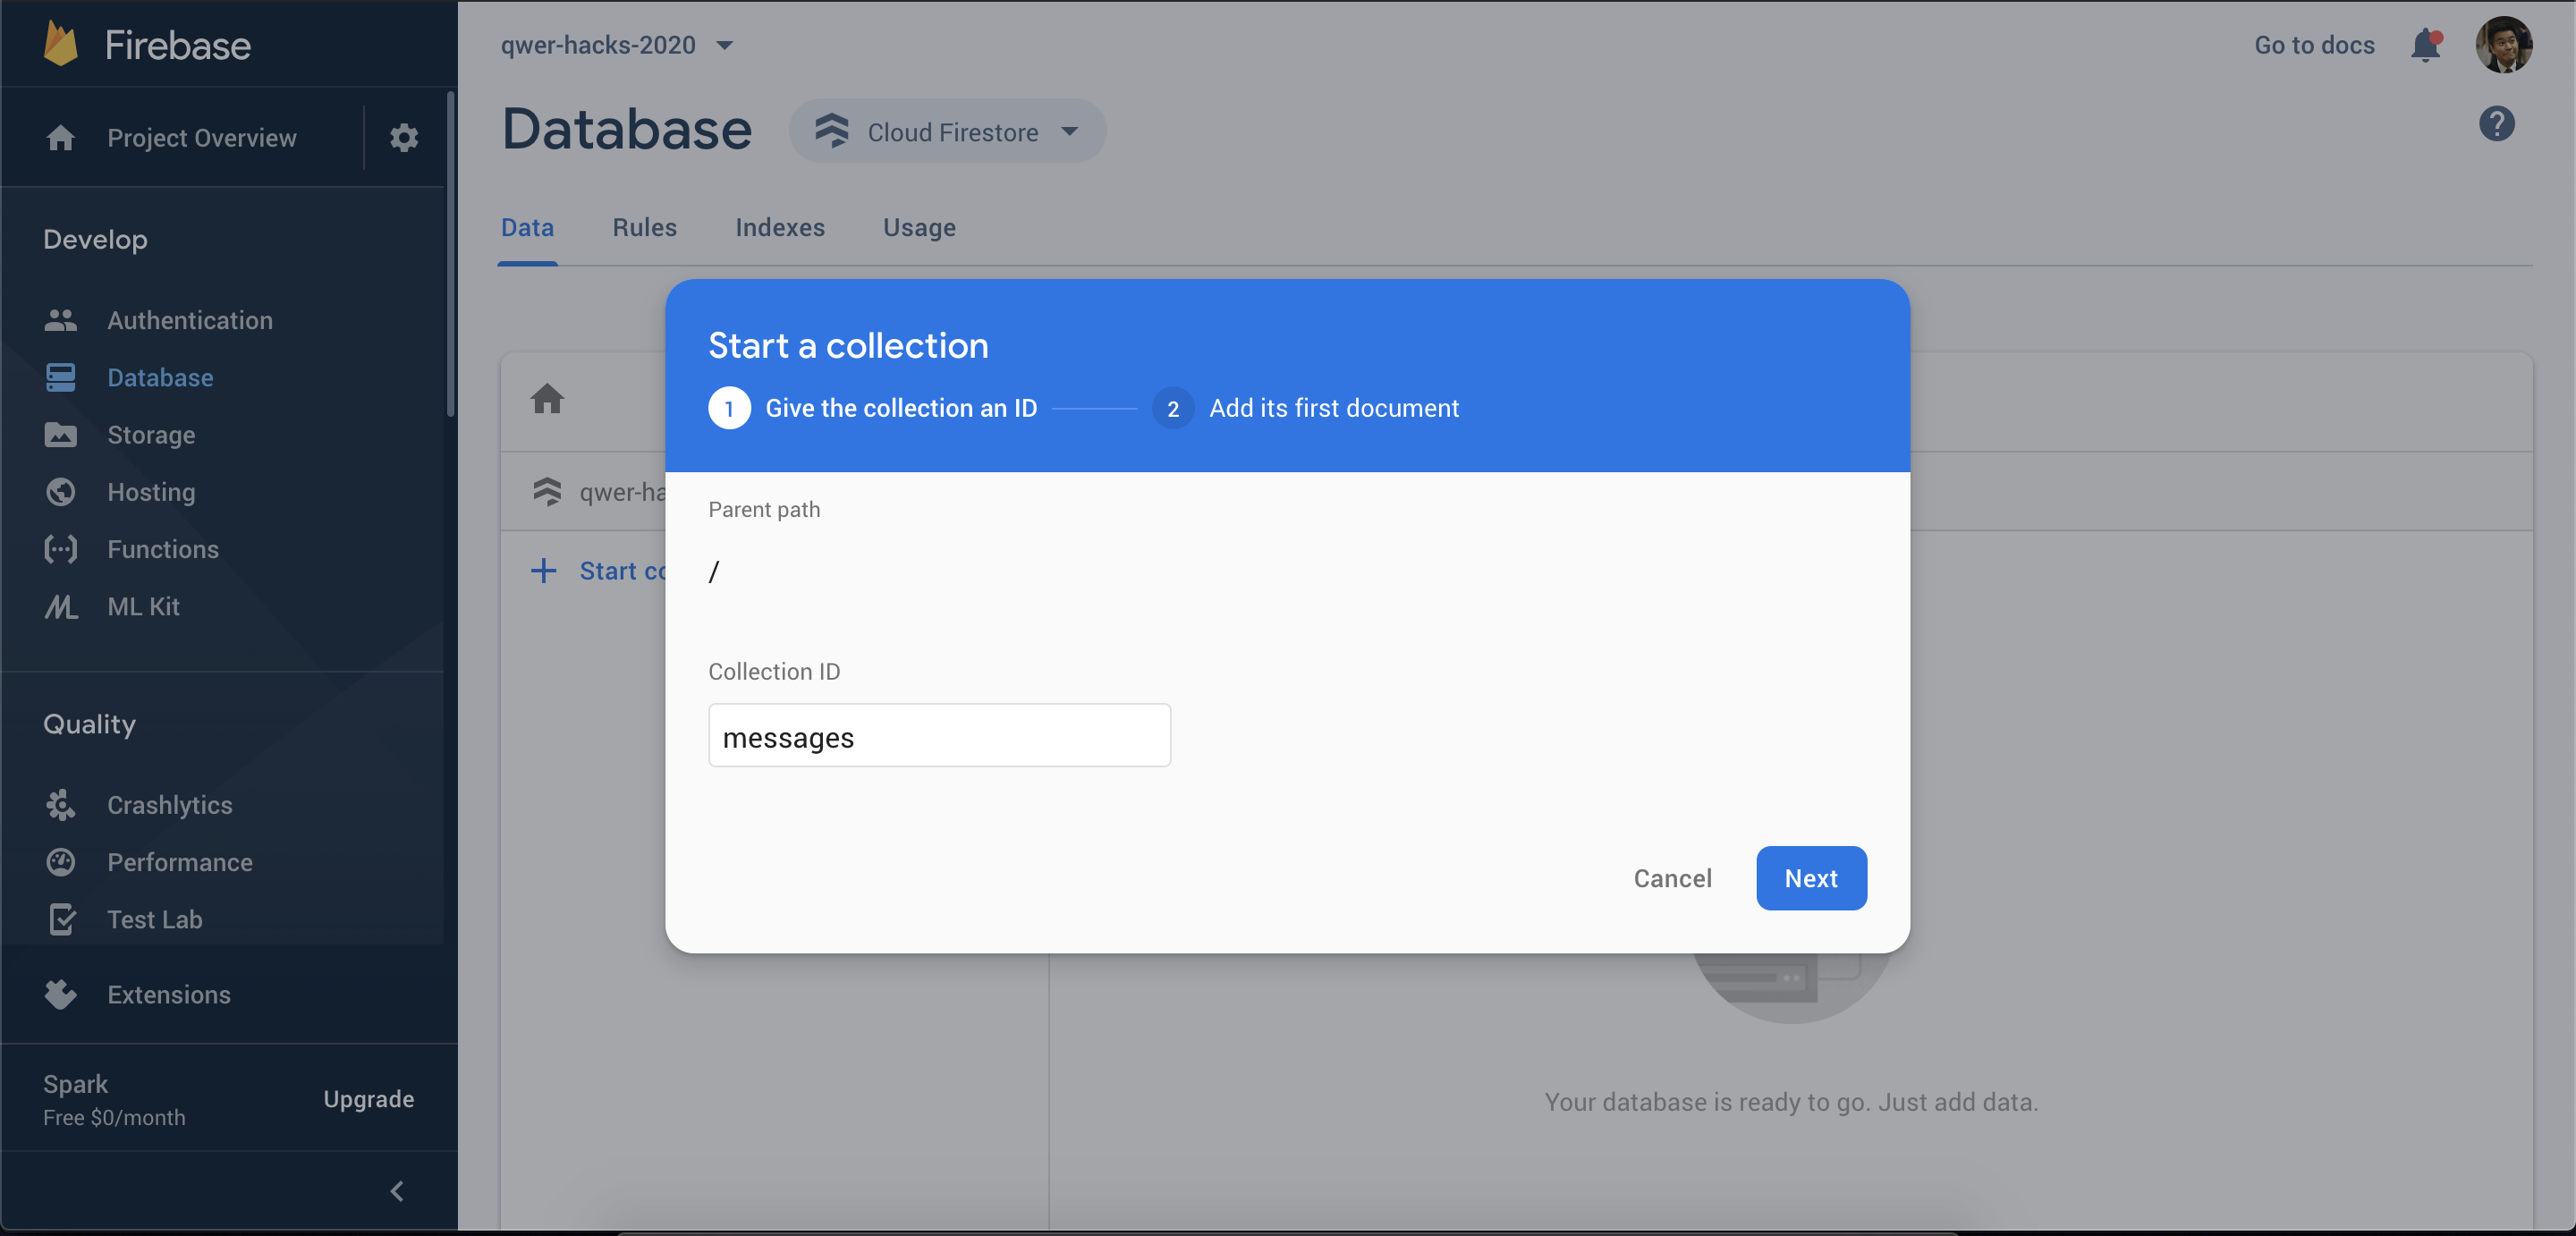 Firebase
Project Overview
Develop
Authentication
Database
Storage
Hosting
Functions
ML Kit
Quality
Crashlytics
Performance
Test Lab
Extensions
Spark
Free $0/month
Upgrade
qwer-hacks-2020
Go to docs
Database
Cloud Firestore
Data Rules Indexes Usage
qwer-ha
Start co
Start a collection
1 Give the collection an ID 2 Add its first document
Parent path
/
Collection ID
messages
Cancel Next
Your database is ready to go. Just add data.